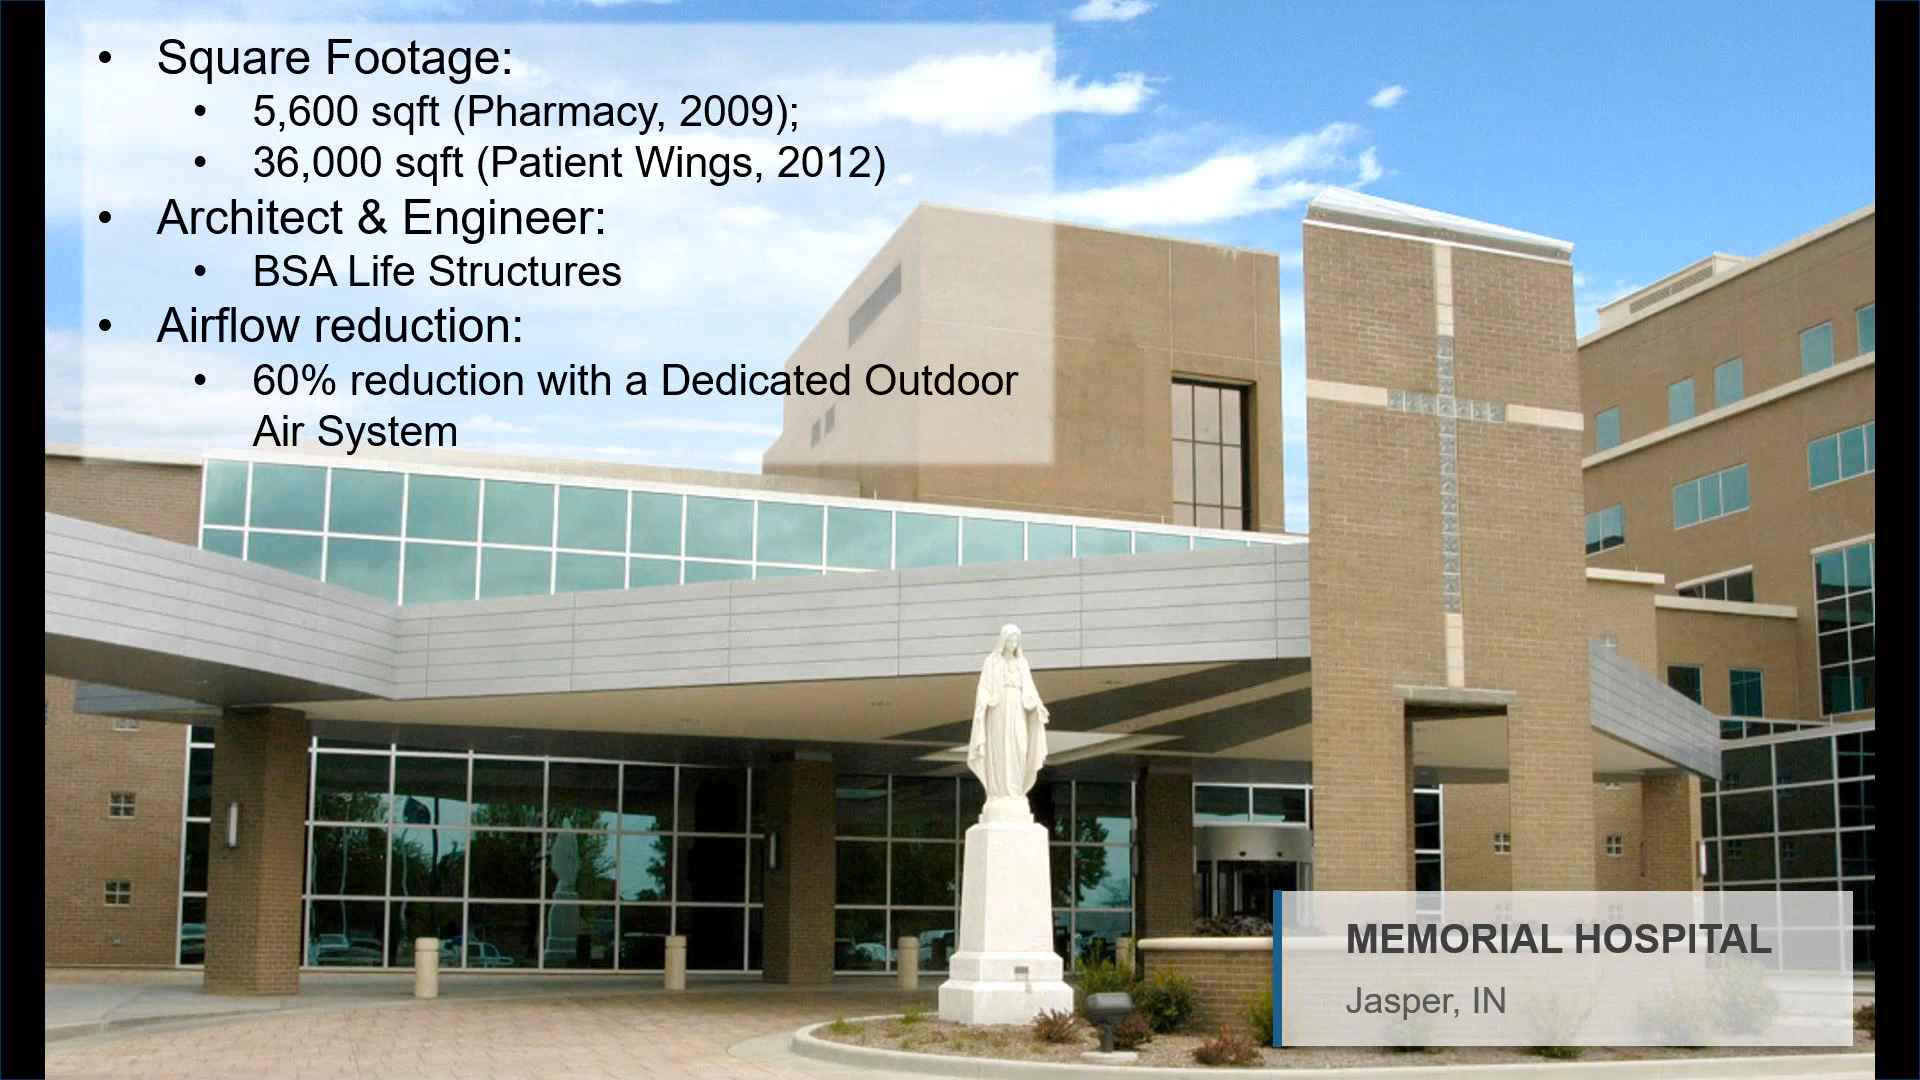 • Square Footage:
• 5,600 sqft (Pharmacy, 2009);
• 36,000 sqft (Patient Wings, 2012)
• Architect & Engineer:
• BSA Life Structures
• Airflow reduction:
• 60% reduction with a Dedicated Outdoor
Air System
MEMORIAL HOSPITAL
Jasper, IN